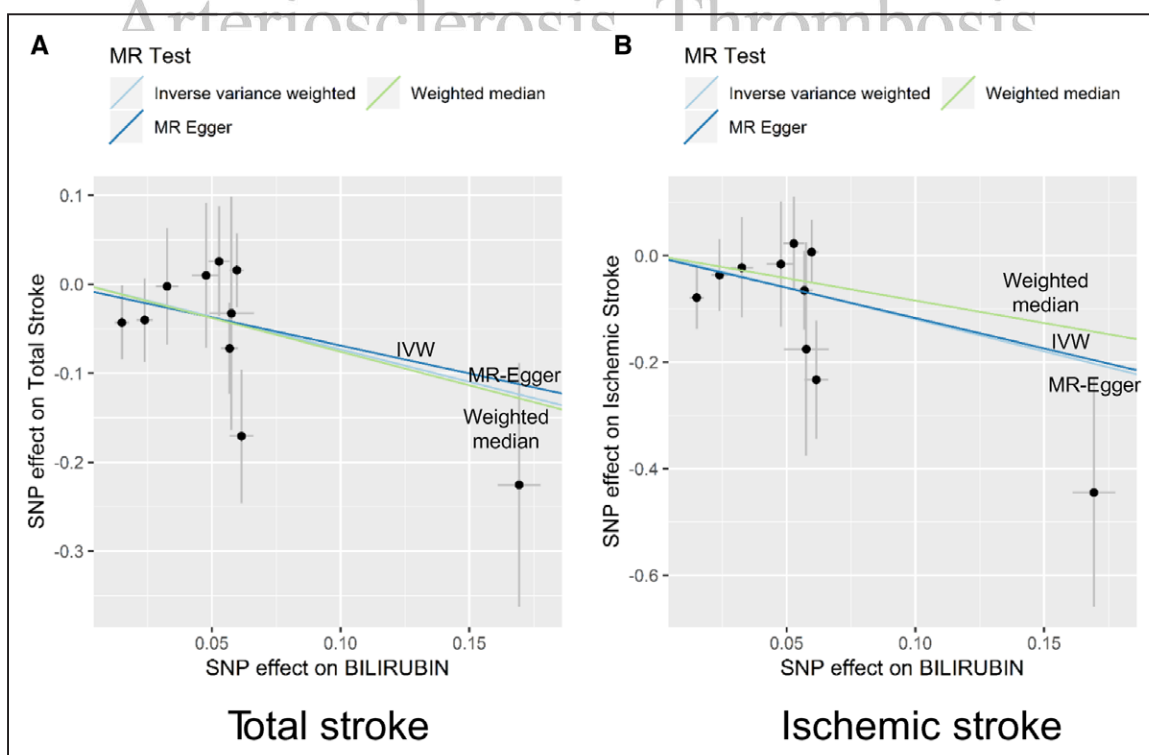 Arteriosclerosis, Thrombosis
A
MR Test
Inverse variance weighted
Weighted median
MR Egger
SNP effect on Total Stroke
0.1
0.0
-0.1
-0.2
-0.3
IVW
MR-Egger
Weighted
median
0.05
0.10
0.15
SNP effect on BILIRUBIN
Total stroke
B
MR Test
Inverse variance weighted
Weighted median
MR Egger
SNP effect on Ischemic Stroke
0.0
-0.2
-0.4
-0.6
Weighted
median
IVW
MR-Egger
0.05
0.10
0.15
SNP effect on BILIRUBIN
Ischemic stroke